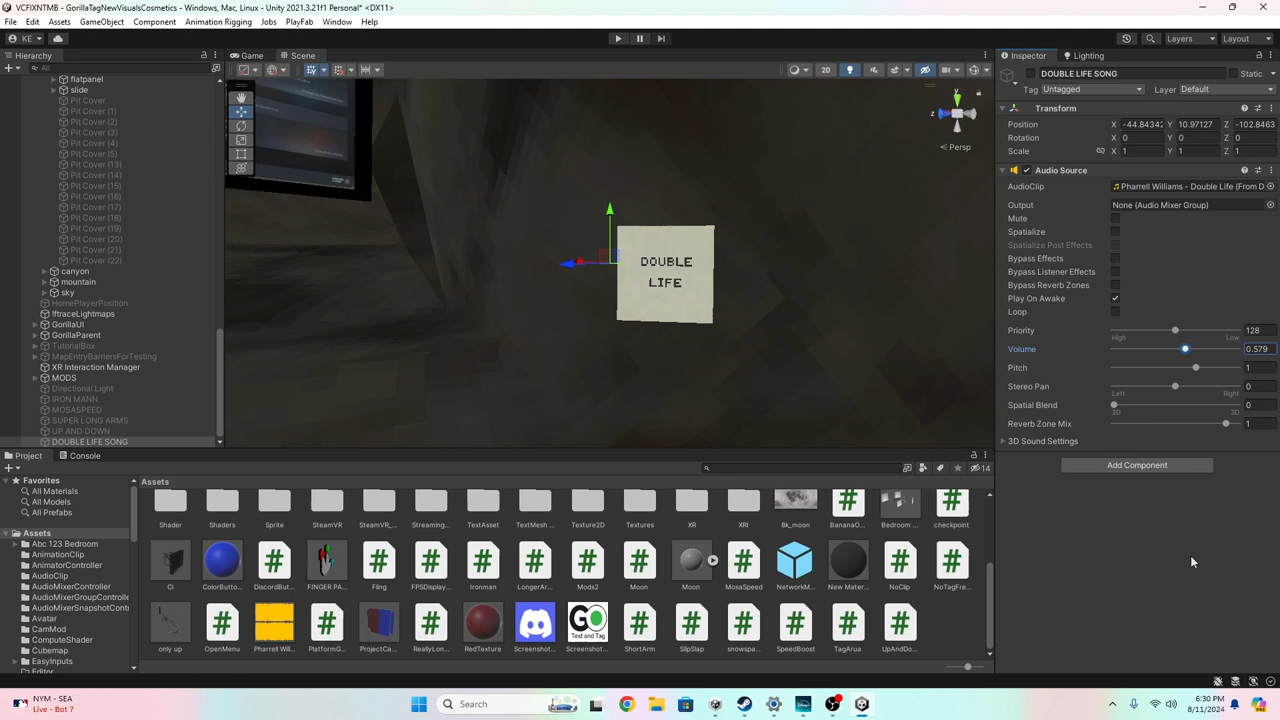 VCFIXNTMB - GorillaTagNewVisualsCosmetics - Windows, Mac, Linux - Unity 2021.3.21f1 Personal* <DX11>
File Edit Assets GameObject Component Animation Rigging Jobs PlayFab Window Help
KE
Layers Layout
Hierarchy
All
flatpanel
slide
Pit Cover
Pit Cover (1)
Pit Cover (2)
Pit Cover (3)
Pit Cover (4)
Pit Cover (5)
Pit Cover (13)
Pit Cover (14)
Pit Cover (15)
Pit Cover (16)
Pit Cover (17)
Pit Cover (18)
Pit Cover (19)
Pit Cover (20)
Pit Cover (21)
Pit Cover (22)
canyon
mountain
sky
HomePlayerPosition
!ftraceLightmaps
GorillaUI
GorillaParent
TutorialBox
MapEntryBarriersForTesting
XR Interaction Manager
MODS
Directional Light
IRON MANN
MOSASPEED
SUPER LONG ARMS
UP AND DOWN
DOUBLE LIFE SONG
Game Scene
2D
y
z
Persp
DOUBLE
LIFE
Inspector Lighting
DOUBLE LIFE SONG Static
Tag Untagged Layer Default
Transform
Position X -44.84342 Y 10.97127 Z -102.8463
Rotation X 0 Y 0 Z 0
Scale X 1 Y 1 Z 1
Audio Source
AudioClip Pharrell Williams - Double Life (From D
Output None (Audio Mixer Group)
Mute
Spatialize
Spatialize Post Effects
Bypass Effects
Bypass Listener Effects
Bypass Reverb Zones
Play On Awake
Loop
Priority 128
High Low
Volume 0.579
Pitch 1
Stereo Pan 0
Left Right
Spatial Blend 0
2D 3D
Reverb Zone Mix 1
3D Sound Settings
Add Component
Project Console
14
Favorites
All Materials
All Models
All Prefabs
Assets
Abc 123 Bedroom
AnimationClip
AnimatorController
AudioClip
AudioMixerController
AudioMixerGroupControlle
AudioMixerSnapshotContr
Avatar
CamMod
ComputeShader
Cubemap
EasyInputs
Editor
Assets
Shader Shaders Sprite SteamVR SteamVR_... Streaming... TextAsset TextMesh ... Texture2D Textures XR XRI 8k_moon BananaO... Bedroom ... checkpoint
Ci ColorButto... DiscordBut... FINGER PA... Fling FPSDisplay... Ironman LongerAr... Mods2 Moon Moon MosaSpeed NetworkM... New Mater... NoClip NoTagFre...
only up OpenMenu Pharrell Will... PlatformG... ProjectCa... ReallyLon... RedTexture Screenshot... Screenshot... ShortArm SlipSlap snowspa... SpeedBoost TagArua UpAndDo...
GO
Test and Tag
NYM - SEA
Live - Bot 7
Search
6:30 PM
8/11/2024